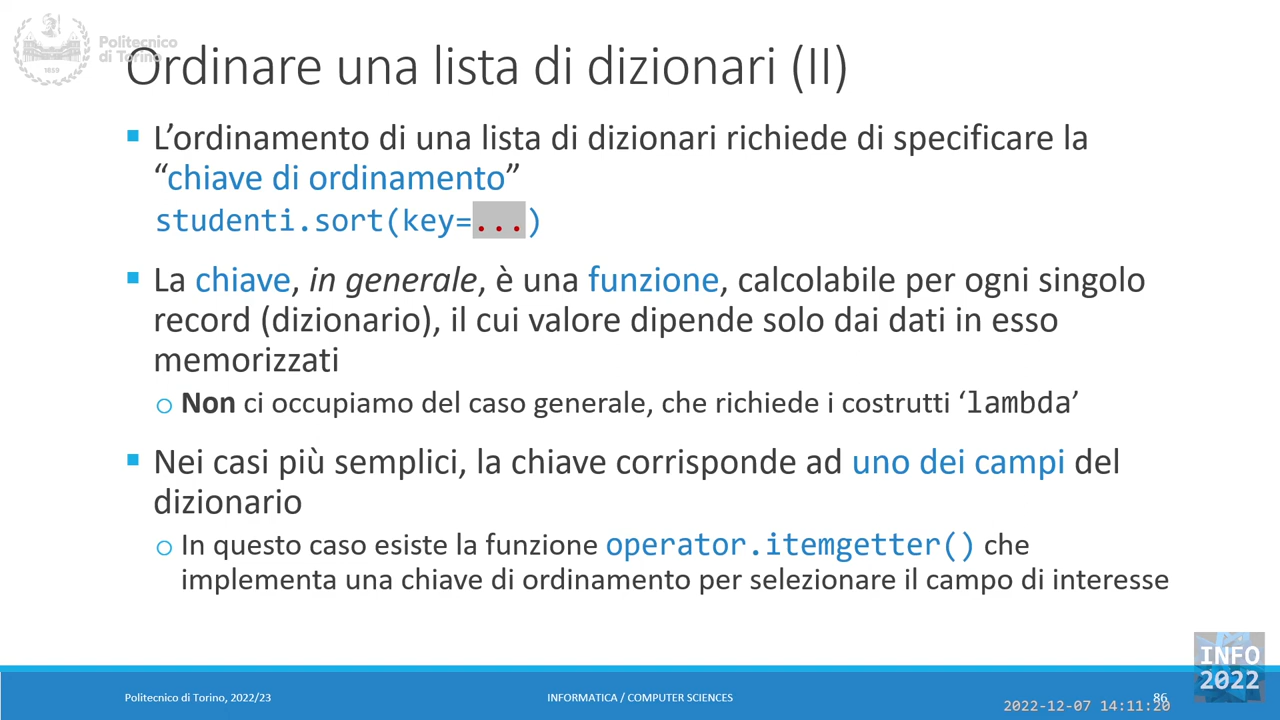 Politecnico
di Torino
1859
Ordinare una lista di dizionari (II)
L’ordinamento di una lista di dizionari richiede di specificare la
“chiave di ordinamento”
studenti.sort(key=...)
La chiave, in generale, è una funzione, calcolabile per ogni singolo
record (dizionario), il cui valore dipende solo dai dati in esso
memorizzati
Non ci occupiamo del caso generale, che richiede i costrutti ‘lambda’
Nei casi più semplici, la chiave corrisponde ad uno dei campi del
dizionario
In questo caso esiste la funzione operator.itemgetter() che
implementa una chiave di ordinamento per selezionare il campo di interesse
INFO
2022
Politecnico di Torino, 2022/23
INFORMATICA / COMPUTER SCIENCES
86
2022-12-07 14:11:20